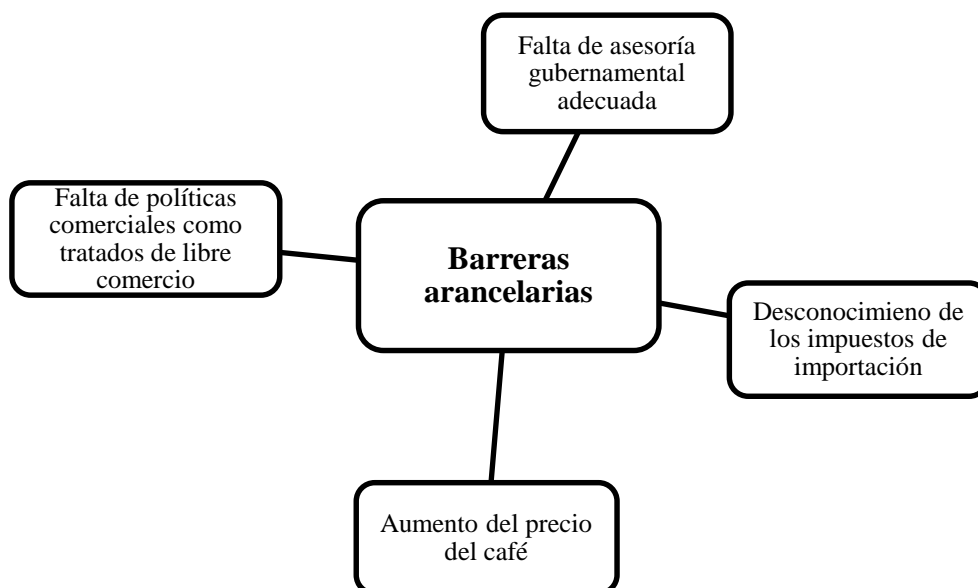 Falta de asesoría
gubernamental
adecuada
Falta de políticas
comerciales como
tratados de libre
comercio
Barreras
arancelarias
Desconocimieno de
los impuestos de
importación
Aumento del precio
del café